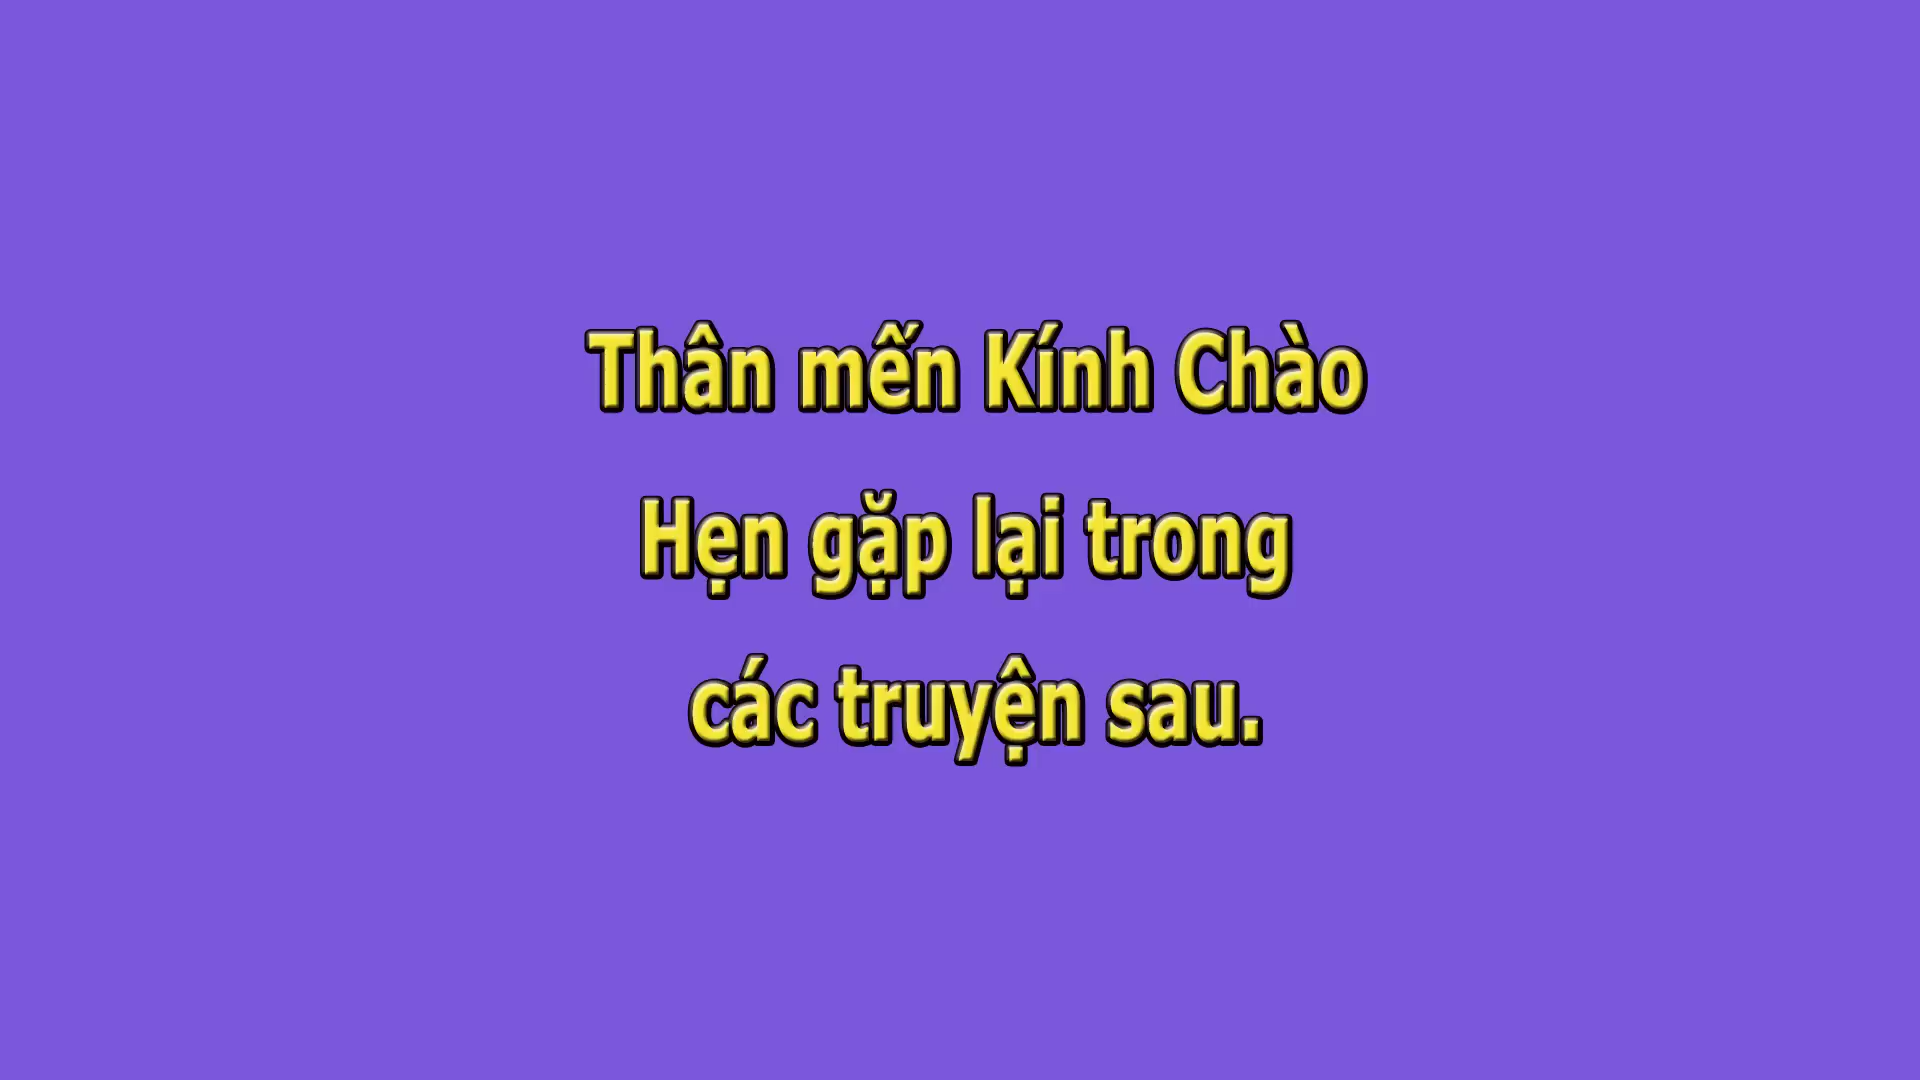 Thân mến Kính Chào
Hẹn gặp lại trong
các truyện sau.